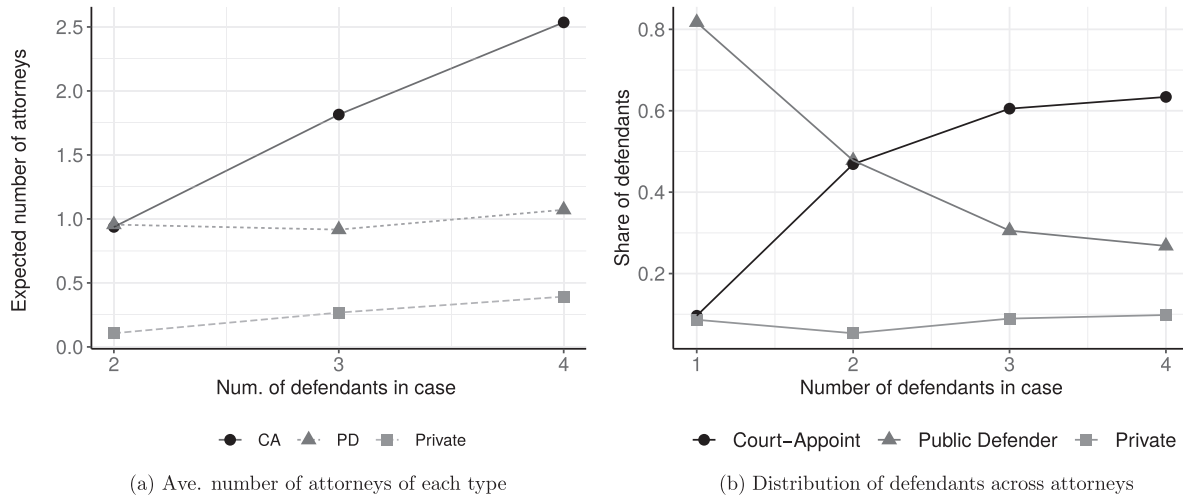 Expected number of attorneys
2.5
2.0
1.5
1.0
0.5
0.0
2 3 4
Num. of defendants in case
CA PD Private
(a) Ave. number of attorneys of each type
Share of defendants
0.8
0.6
0.4
0.2
1 2 3 4
Number of defendants in case
Court−Appoint Public Defender Private
(b) Distribution of defendants across attorneys